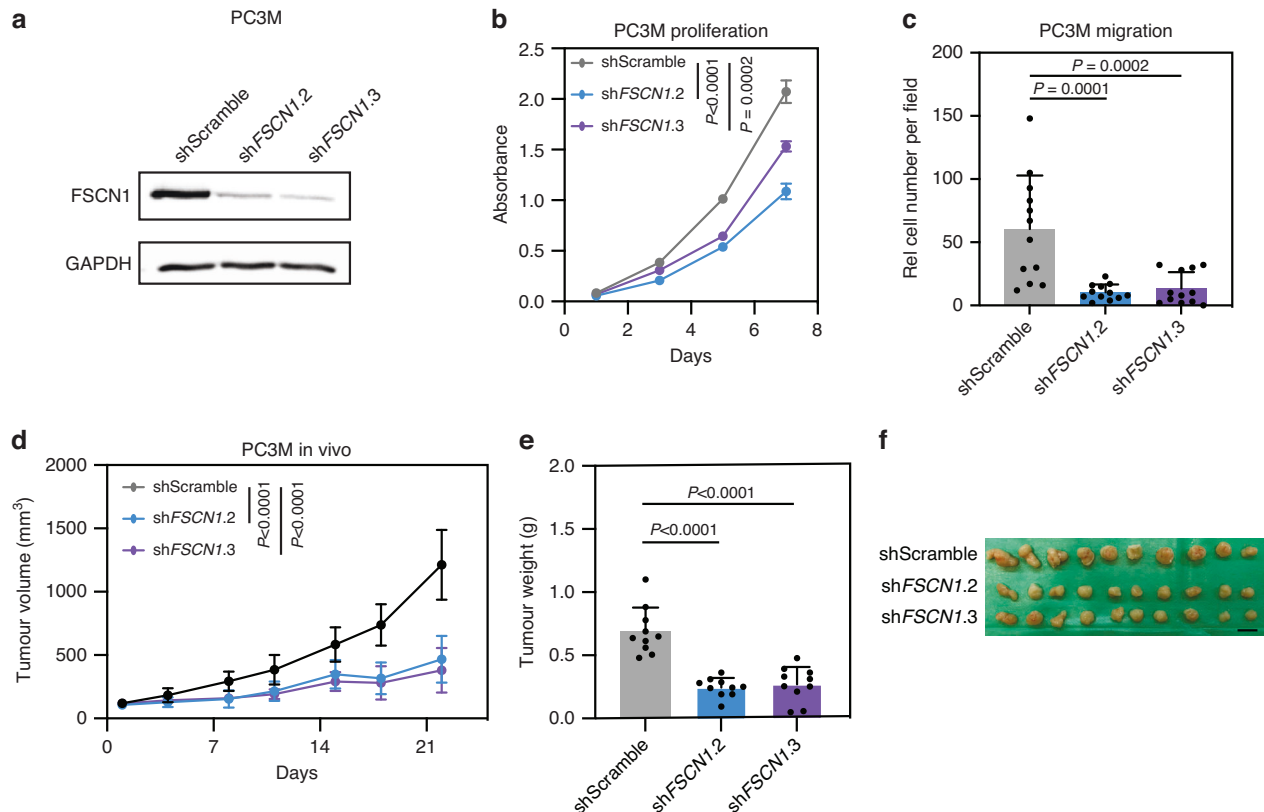 a
PC3M
shScramble
shFSCN1.2
shFSCN1.3
FSCN1
GAPDH
b
PC3M proliferation
shScramble
shFSCN1.2
shFSCN1.3
P<0.0001
P = 0.0002
Absorbance
2.5
2.0
1.5
1.0
0.5
0.0
0 2 4 6 8
Days
c
PC3M migration
Rel cell number per field
200
150
100
50
0
P = 0.0002
P = 0.0001
shScramble
shFSCN1.2
shFSCN1.3
d
PC3M in vivo
Tumour volume (mm³)
2000
1500
1000
500
0
shScramble
shFSCN1.2
shFSCN1.3
P<0.0001
P<0.0001
0 7 14 21
Days
e
Tumour weight (g)
2.0
1.5
1.0
0.5
0.0
P<0.0001
P<0.0001
shScramble
shFSCN1.2
shFSCN1.3
f
shScramble
shFSCN1.2
shFSCN1.3